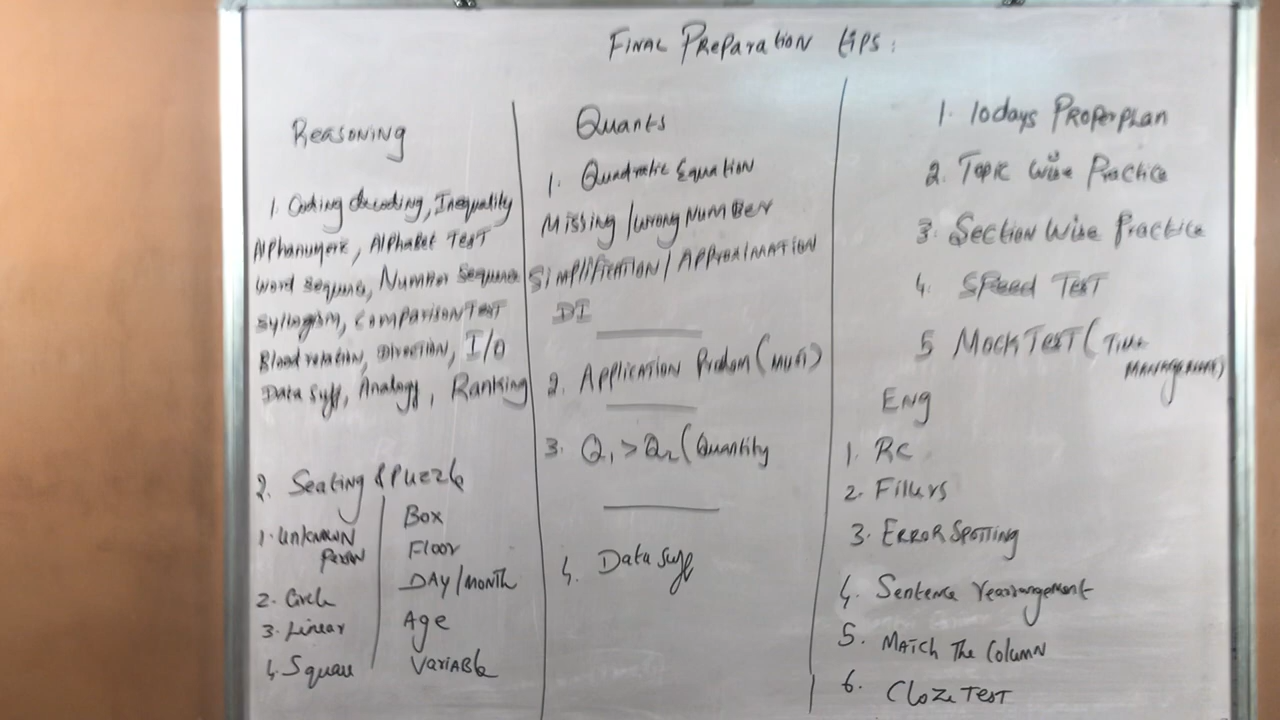 Final Preparation tips:
Reasoning
1. Coding decoding, Inequality
Alphanumeric, Alphabet Test
Word Sequence, Number Sequence
Syllogism, Comparison Test
Blood relation, Direction, I/O
Data Suff, Analogy, Ranking
2. Seating & Puzzle
1. Unknown
Person
2. Circle
3. Linear
4. Square
Box
Floor
Day/Month
Age
Variable
Quants
1. Quadratic Equation
Missing/Wrong Number
Simplification/Approximation
DI
2. Application Problem (
3. Q1 > Q2 (Quantity
4. Data Suff
1. 10days Proper plan
2. Topic wise Practice
3. Section Wise Practice
4. Speed Test
5 Mock Test (Time
Management)
Eng
1. RC
2. Fillers
3. Error Spotting
4. Sentence rearrangement
5. Match The Column
6. Cloze Test